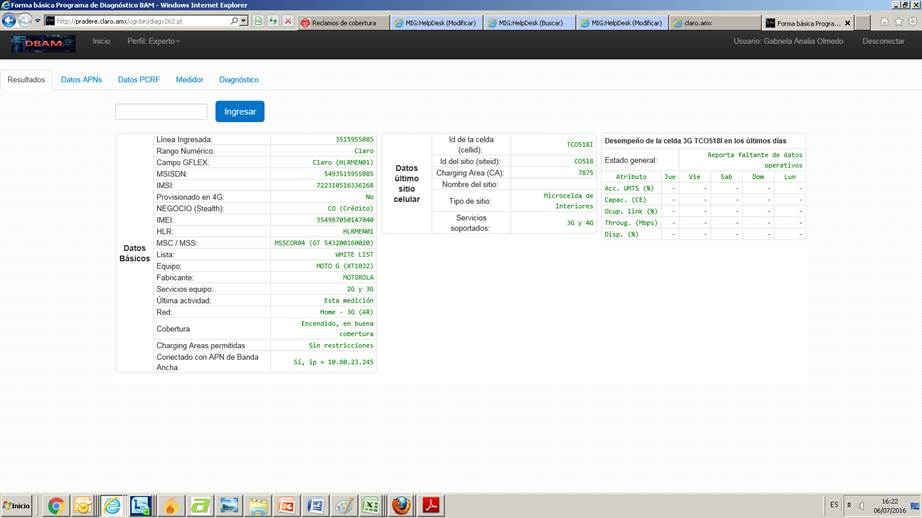 Forma básica Programa de Diagnóstico BAM - Windows Internet Explorer
http://pradere.claro.amx/cgi-bin/diagv262.pl
Reclamos de cobertura
MIG:HelpDesk (Modificar)
MIG:HelpDesk (Buscar)
MIG:HelpDesk (Modificar)
claro.amx
Forma básica Progra...
DBAM
Inicio
Perfil: Experto
Usuario: Gabriela Analia Olmedo
Desconectar
Resultados
Datos APNs
Datos PCRF
Medidor
Diagnóstico
Ingresar
Datos Básicos
Línea Ingresada: 3515955085
Rango Numérico: Claro
Campo GFLEX: Claro (HLRMEN01)
MSISDN: 5493515955085
IMSI: 722310516336268
Provisionado en 4G: No
NEGOCIO (Stealth): CO (Crédito)
IMEI: 354987050147040
HLR: HLRMEN01
MSC / MSS: MSSCOR04 (GT 543200160020)
Lista: WHITE LIST
Equipo: MOTO G (XT1032)
Fabricante: MOTOROLA
Servicios equipo: 2G y 3G
Última actividad: Esta medición
Red: Home - 3G (AR)
Cobertura Encendido, en buena
cobertura
Charging Areas permitidas Sin restricciones
Conectado con APN de Banda
Ancha Sí, ip = 10.80.23.245
Datos
último
sitio
celular
Id de la celda
(cellid): TCO518I
Id del sitio (siteid): CO518
Charging Area (CA): 7875
Nombre del sitio:
Tipo de sitio: Microcelda de
Interiores
Servicios
soportados: 3G y 4G
Desempeño de la celda 3G TCO518I en los últimos días
Estado general: Reporta faltante de datos
operativos
Atributo Jue Vie Sab Dom Lun
Acc. UMTS (%) - - - - -
Capac. (CE) - - - - -
Ocup. link (%) - - - - -
Throug. (Mbps) - - - - -
Disp. (%) - - - - -
Inicio
ES
16:22
06/07/2016